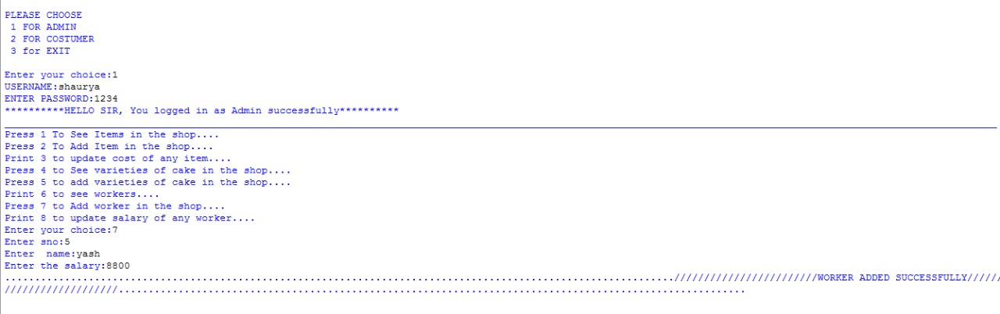 PLEASE CHOOSE
 1 FOR ADMIN
 2 FOR COSTUMER
 3 for EXIT
Enter your choice:1
USERNAME:shaurya
ENTER PASSWORD:1234
**********HELLO SIR, You logged in as Admin successfully**********
Press 1 To See Items in the shop....
Press 2 To Add Item in the shop....
Print 3 to update cost of any item....
Press 4 to See varieties of cake in the shop....
Press 5 to add varieties of cake in the shop....
Print 6 to see workers....
Press 7 to Add worker in the shop....
Print 8 to update salary of any worker....
Enter your choice:7
Enter sno:5
Enter  name:yash
Enter the salary:8800
................................................................................................................////////////////////////WORKER ADDED SUCCESSFULLY//////
///////////////////.........................................................................................................